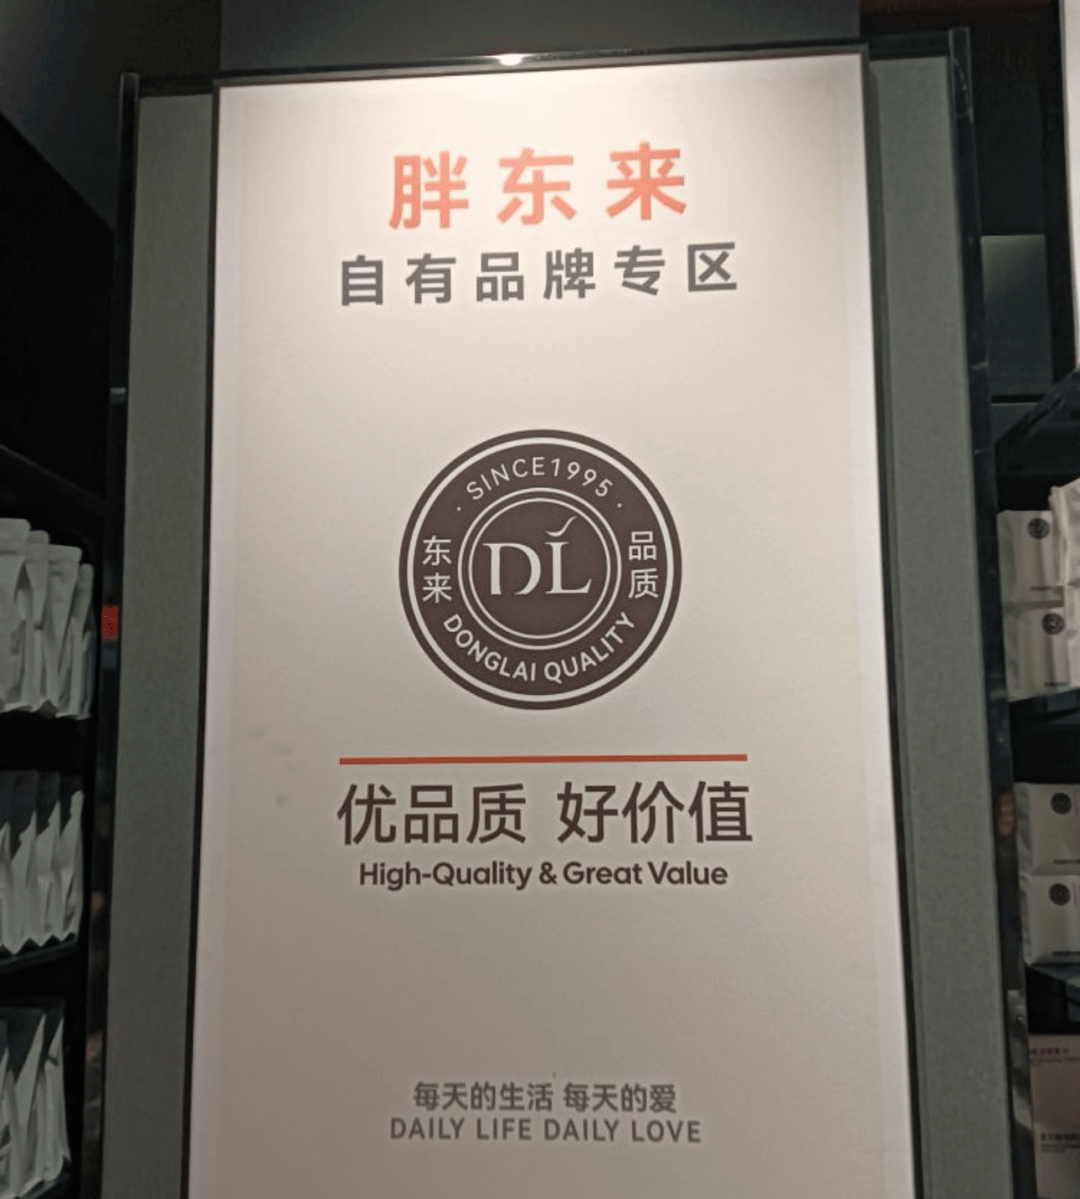 胖东来
自有品牌专区
· SINCE1995 ·
东来
品质
DL
DONGLAI QUALITY
优品质 好价值
High-Quality & Great Value
每天的生活 每天的爱
DAILY LIFE DAILY LOVE